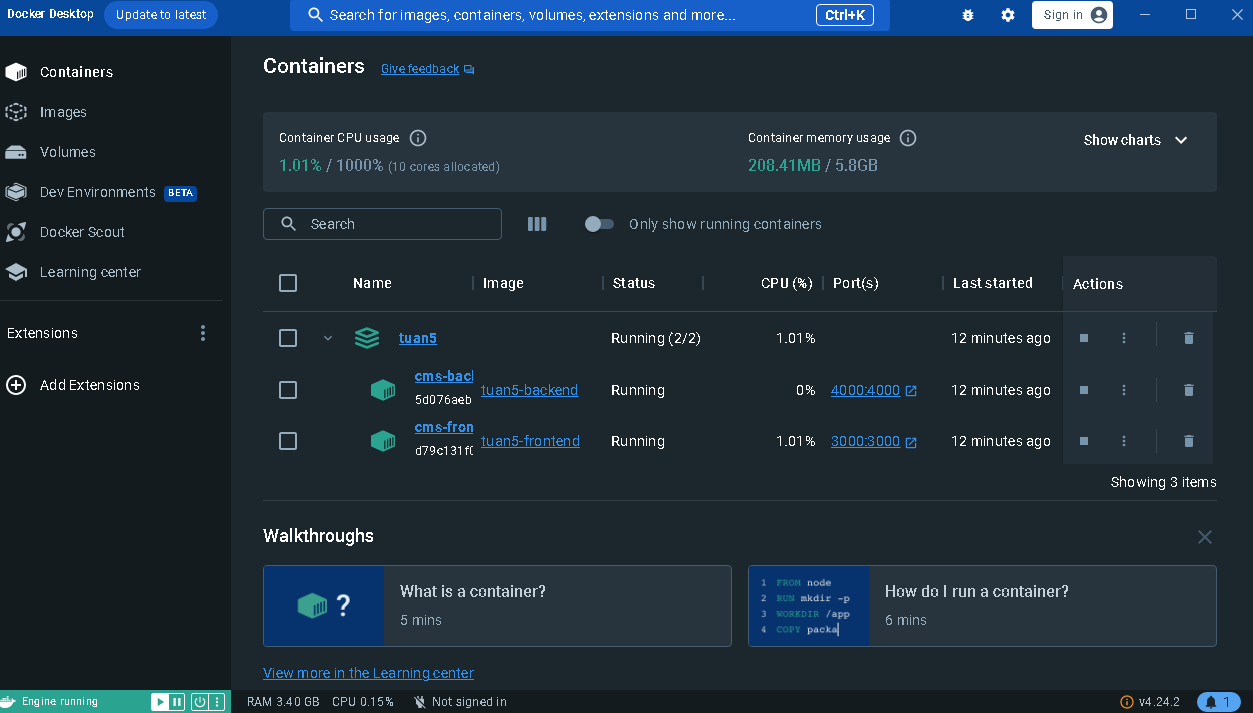 Docker Desktop
Update to latest
Search for images, containers, volumes, extensions and more...
Ctrl+K
Sign in
Containers
Images
Volumes
Dev Environments BETA
Docker Scout
Learning center
Extensions
Add Extensions
Containers Give feedback
Container CPU usage
1.01% / 1000% (10 cores allocated)
Container memory usage
208.41MB / 5.8GB
Show charts
Search
Only show running containers
Name Image Status CPU (%) Port(s) Last started Actions
tuan5 Running (2/2) 1.01% 12 minutes ago
cms-bacl
5d076aeb
tuan5-backend Running 0% 4000:4000 12 minutes ago
cms-fron
d79c131f0
tuan5-frontend Running 1.01% 3000:3000 12 minutes ago
Showing 3 items
Walkthroughs
?
What is a container?
5 mins
1 FROM node
2 RUN mkdir -p
3 WORKDIR /app
4 COPY packa
How do I run a container?
6 mins
View more in the Learning center
Engine running
RAM 3.40 GB CPU 0.15% Not signed in
v4.24.2
1